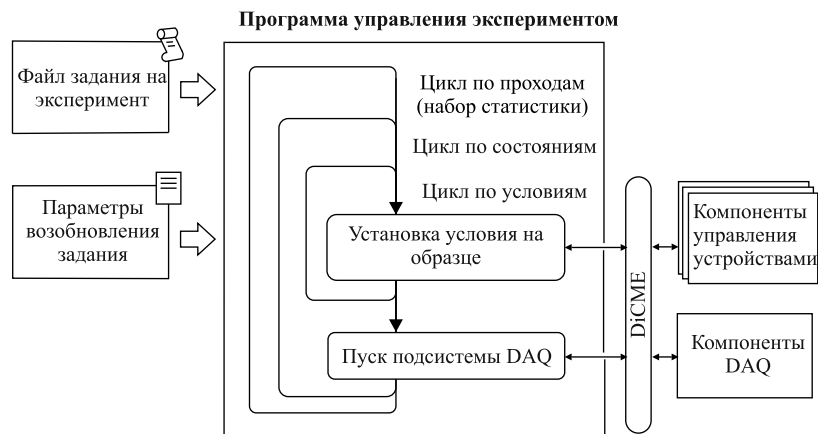 Программа управления экспериментом
Файл задания на
эксперимент
Параметры
возобновления
задания
Цикл по проходам
(набор статистики)
Цикл по состояниям
Цикл по условиям
Установка условия на
образце
Пуск подсистемы DAQ
DiCME
Компоненты
управления
устройствами
Компоненты
DAQ